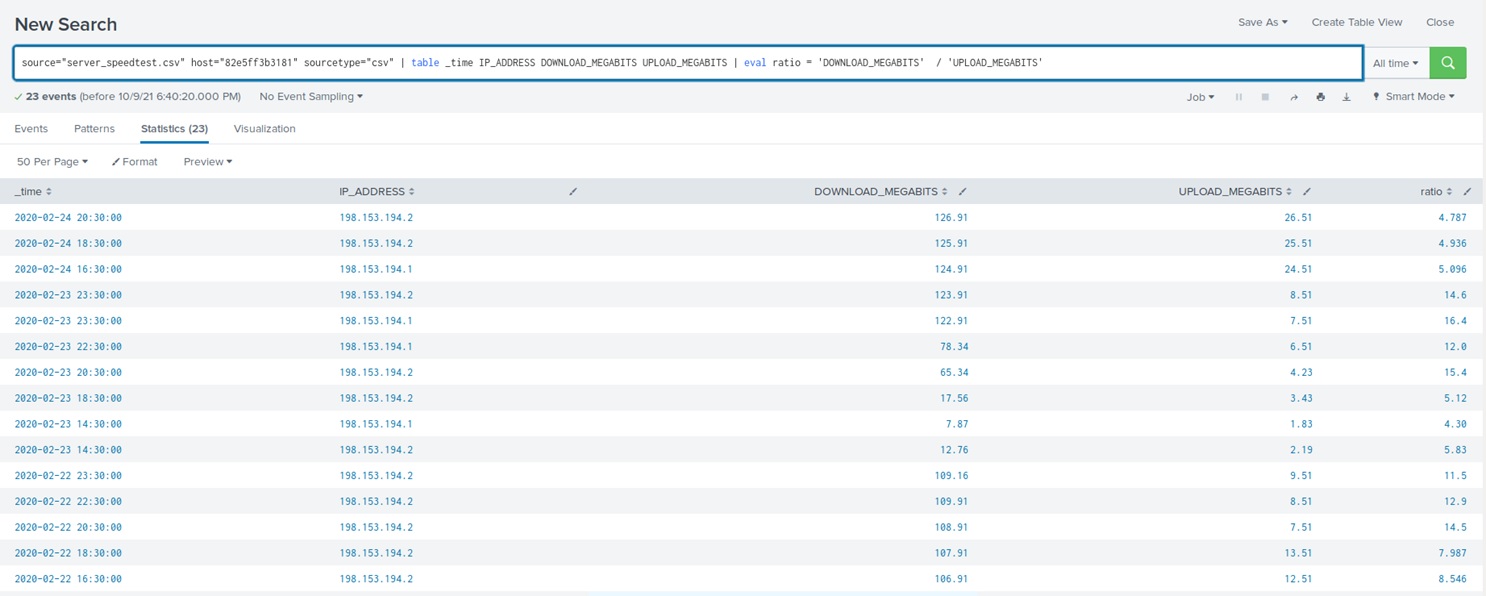 New Search
Save As Create Table View Close
source="server_speedtest.csv" host="82e5ff3b3181" sourcetype="csv" | table _time IP_ADDRESS DOWNLOAD_MEGABITS UPLOAD_MEGABITS | eval ratio = 'DOWNLOAD_MEGABITS'  / 'UPLOAD_MEGABITS'
All time
✓ 23 events (before 10/9/21 6:40:20.000 PM) No Event Sampling
Job Smart Mode
Events Patterns Statistics (23) Visualization
50 Per Page Format Preview
_time IP_ADDRESS DOWNLOAD_MEGABITS UPLOAD_MEGABITS ratio
2020-02-24 20:30:00 198.153.194.2 126.91 26.51 4.787
2020-02-24 18:30:00 198.153.194.2 125.91 25.51 4.936
2020-02-24 16:30:00 198.153.194.1 124.91 24.51 5.096
2020-02-23 23:30:00 198.153.194.2 123.91 8.51 14.6
2020-02-23 23:30:00 198.153.194.1 122.91 7.51 16.4
2020-02-23 22:30:00 198.153.194.1 78.34 6.51 12.0
2020-02-23 20:30:00 198.153.194.2 65.34 4.23 15.4
2020-02-23 18:30:00 198.153.194.2 17.56 3.43 5.12
2020-02-23 14:30:00 198.153.194.1 7.87 1.83 4.30
2020-02-23 14:30:00 198.153.194.2 12.76 2.19 5.83
2020-02-22 23:30:00 198.153.194.2 109.16 9.51 11.5
2020-02-22 22:30:00 198.153.194.2 109.91 8.51 12.9
2020-02-22 20:30:00 198.153.194.2 108.91 7.51 14.5
2020-02-22 18:30:00 198.153.194.2 107.91 13.51 7.987
2020-02-22 16:30:00 198.153.194.2 106.91 12.51 8.546